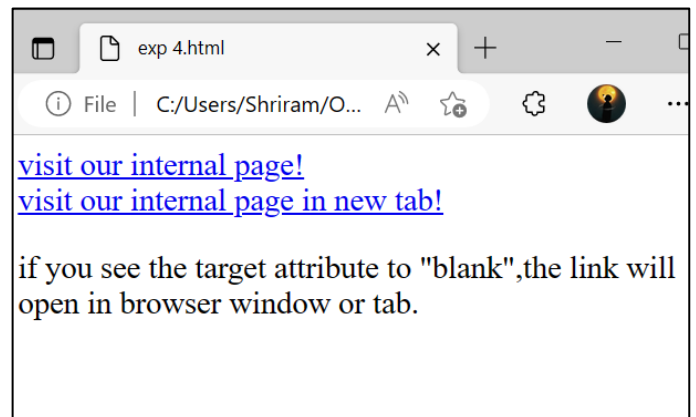 exp 4.html
File C:/Users/Shriram/O...
visit our internal page!
visit our internal page in new tab!
if you see the target attribute to "blank",the link will
open in browser window or tab.